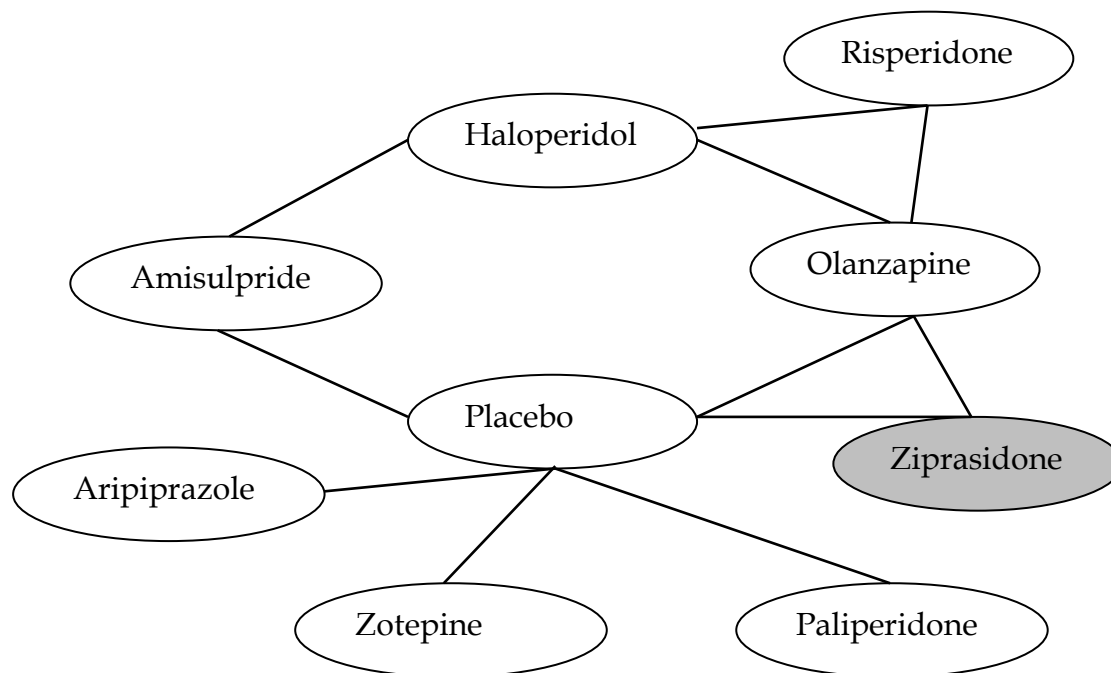 Risperidone
Haloperidol
Olanzapine
Amisulpride
Placebo
Ziprasidone
Aripiprazole
Zotepine
Paliperidone